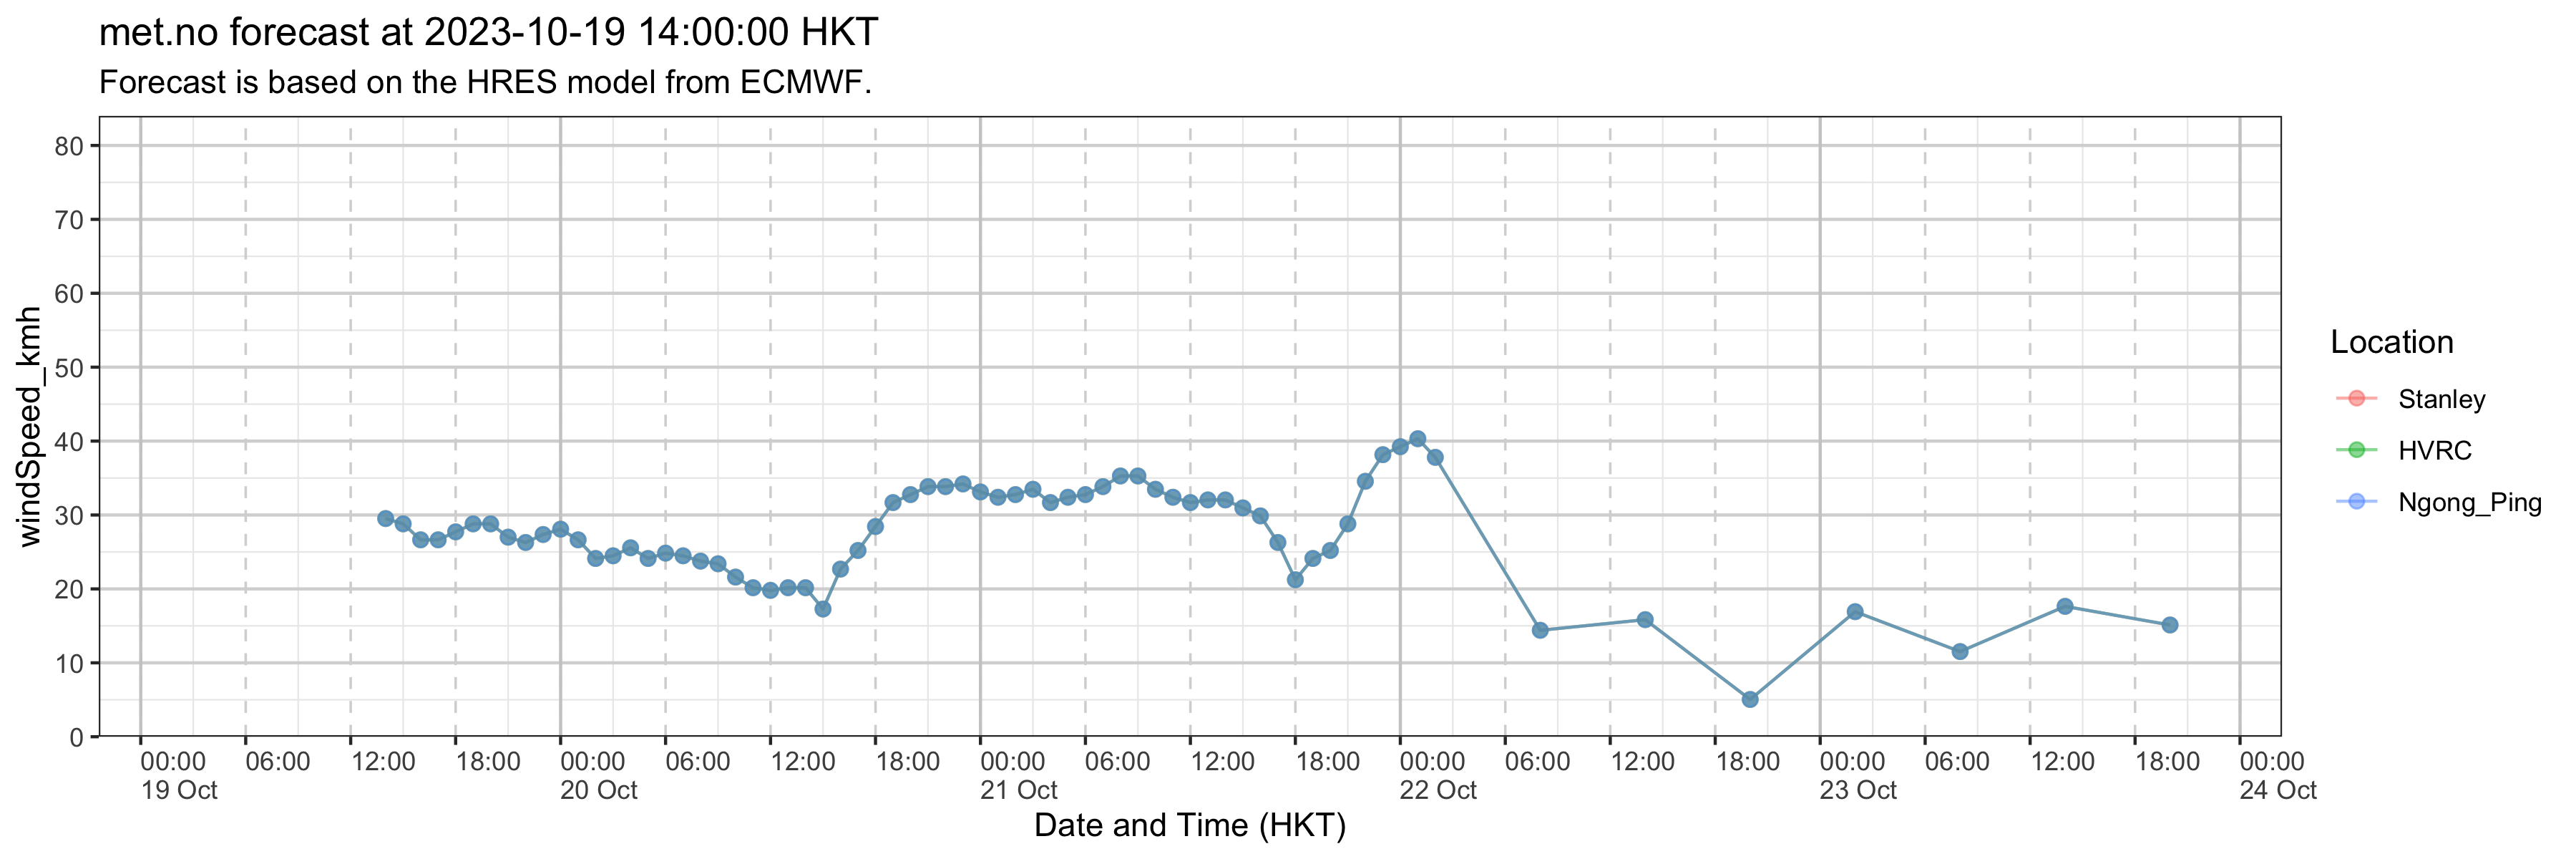 met.no forecast at 2023-10-19 14:00:00 HKT
Forecast is based on the HRES model from ECMWF.
windSpeed_kmh
80
70
60
50
40
30
20
10
0
00:00 06:00 12:00 18:00 00:00 06:00 12:00 18:00 00:00 06:00 12:00 18:00 00:00 06:00 12:00 18:00 00:00 06:00 12:00 18:00 00:00
19 Oct 20 Oct 21 Oct 22 Oct 23 Oct 24 Oct
Date and Time (HKT)
Location
Stanley
HVRC
Ngong_Ping